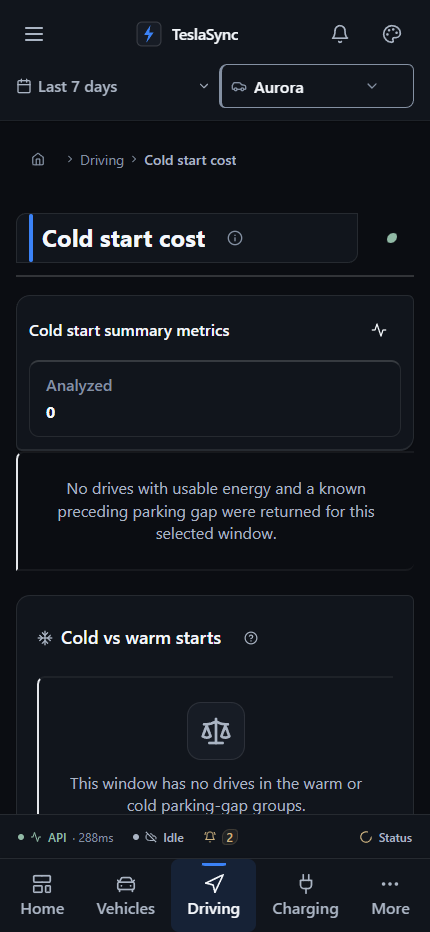 TeslaSync
Last 7 days
Aurora
Driving
Cold start cost
Cold start cost
Cold start summary metrics
Analyzed
0
No drives with usable energy and a known
preceding parking gap were returned for this
selected window.
Cold vs warm starts
This window has no drives in the warm or
cold parking-gap groups.
API · 288ms
Idle
2
Status
Home
Vehicles
Driving
Charging
More